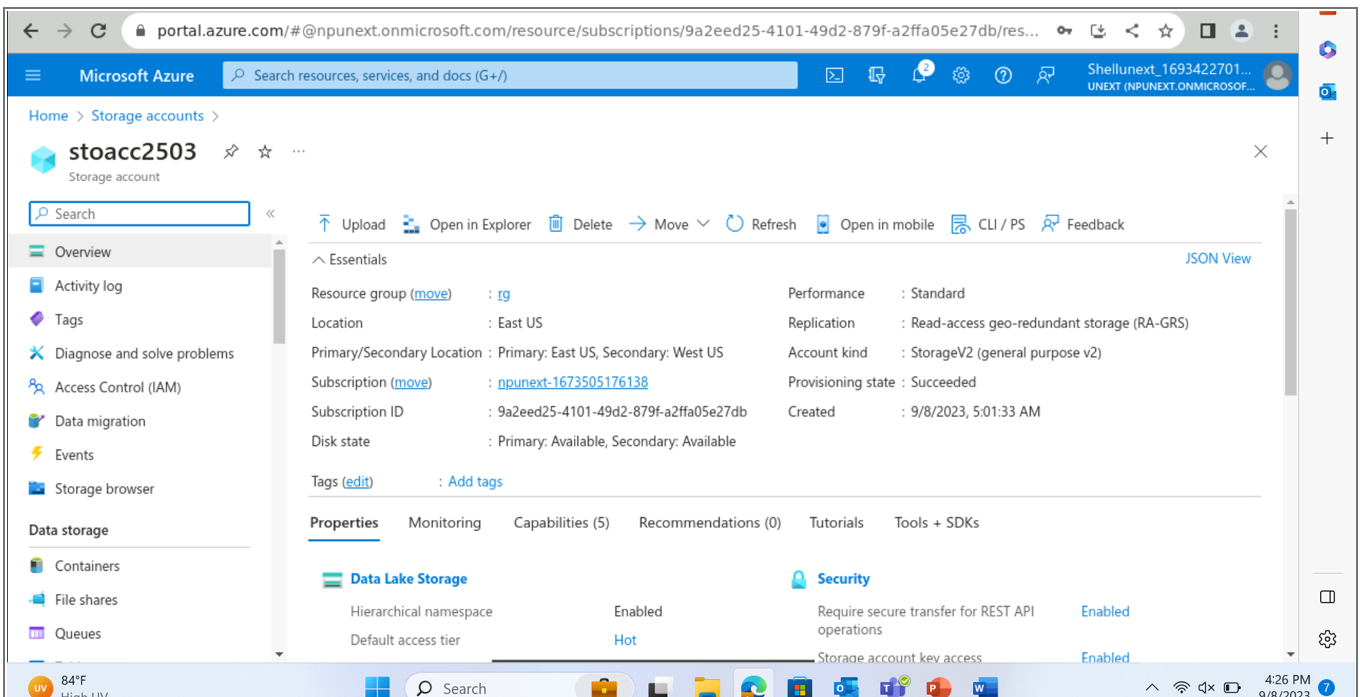 portal.azure.com/#@npunext.onmicrosoft.com/resource/subscriptions/9a2eed25-4101-49d2-879f-a2ffa05e27db/res...
Microsoft Azure
Search resources, services, and docs (G+/)
2
Shellunext_1693422701...
UNEXT (NPUNEXT.ONMICROSOF...
Home > Storage accounts >
stoacc2503
Storage account
Search
Overview
Activity log
Tags
Diagnose and solve problems
Access Control (IAM)
Data migration
Events
Storage browser
Data storage
Containers
File shares
Queues
Upload Open in Explorer Delete Move Refresh Open in mobile CLI / PS Feedback
Essentials
JSON View
Resource group (move) : rg
Location : East US
Primary/Secondary Location : Primary: East US, Secondary: West US
Subscription (move) : npunext-1673505176138
Subscription ID : 9a2eed25-4101-49d2-879f-a2ffa05e27db
Disk state : Primary: Available, Secondary: Available
Performance : Standard
Replication : Read-access geo-redundant storage (RA-GRS)
Account kind : StorageV2 (general purpose v2)
Provisioning state : Succeeded
Created : 9/8/2023, 5:01:33 AM
Tags (edit) : Add tags
Properties Monitoring Capabilities (5) Recommendations (0) Tutorials Tools + SDKs
Data Lake Storage
Hierarchical namespace Enabled
Default access tier Hot
Security
Require secure transfer for REST API operations Enabled
Storage account key access Enabled
UV
84°F
High UV
Search
4:26 PM
9/8/2023
7